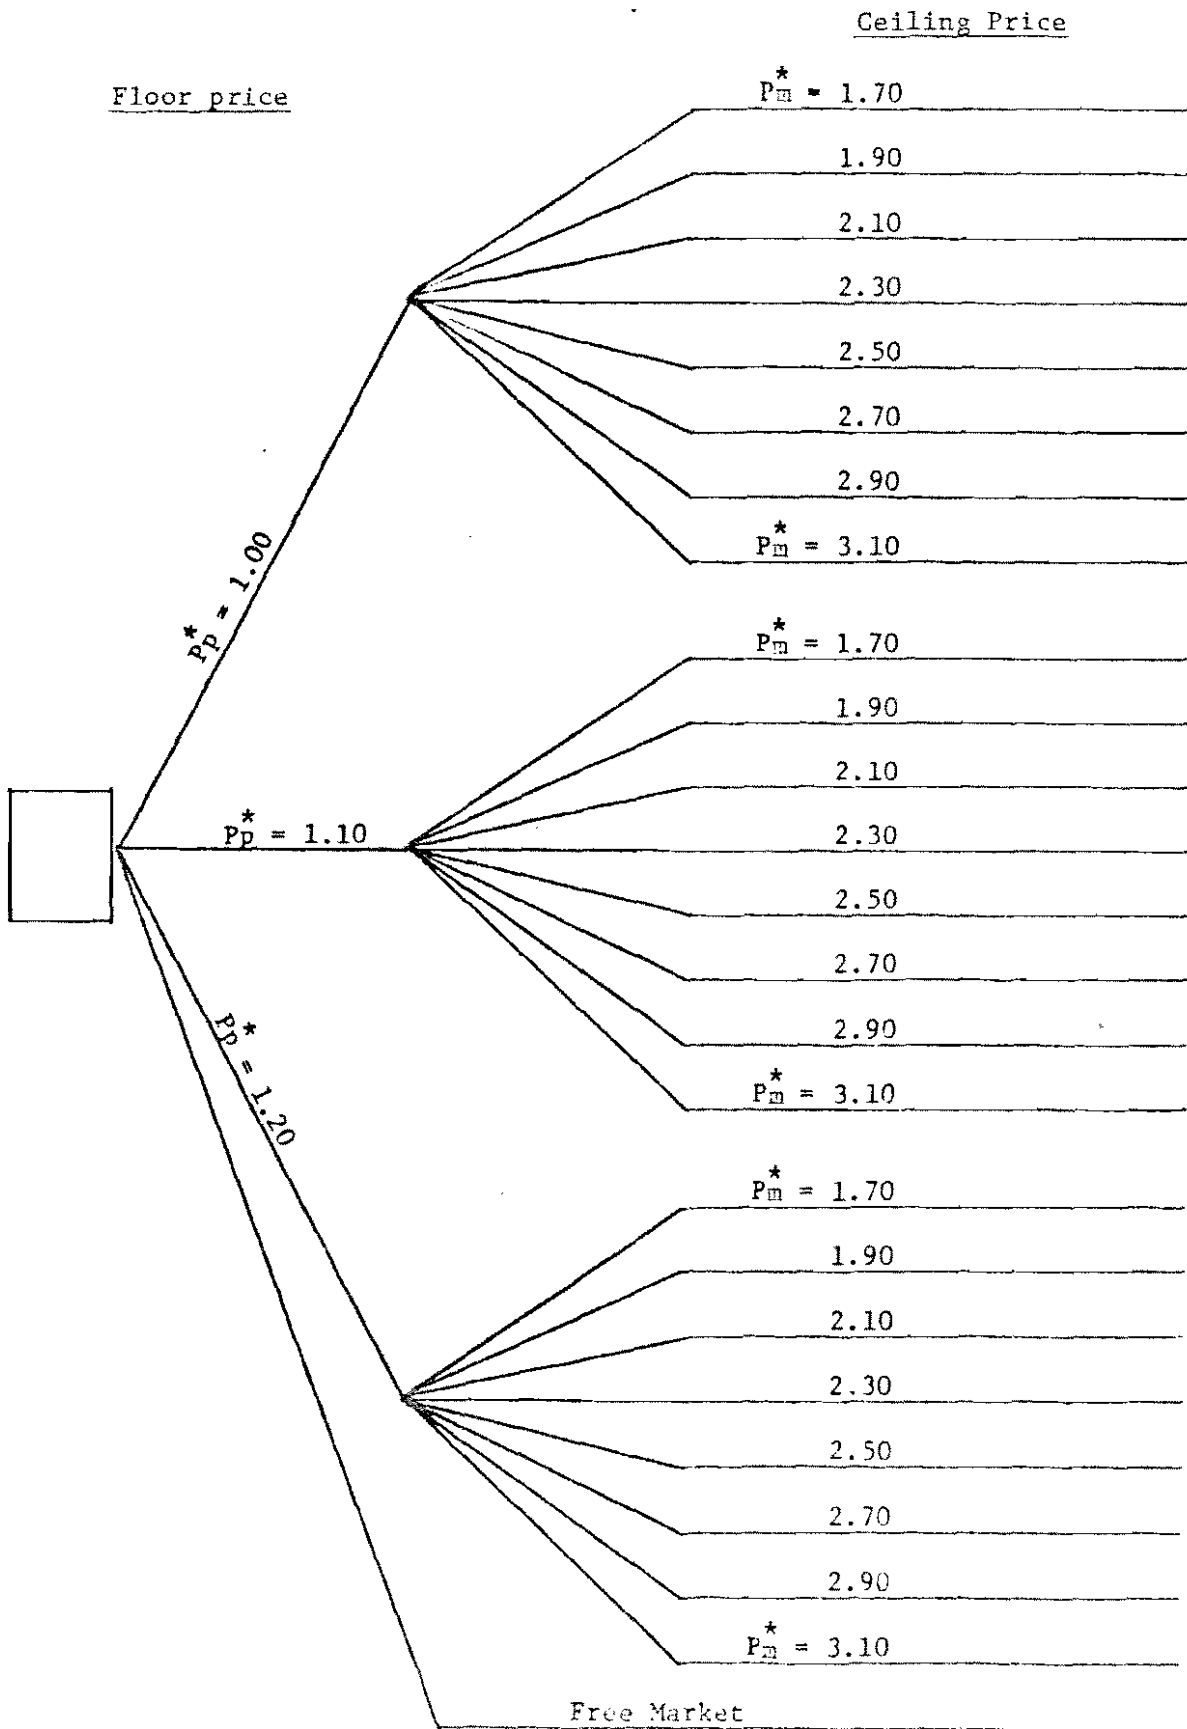 Ceiling Price
Floor price
P*m = 1.70
1.90
2.10
2.30
2.50
2.70
2.90
P*m = 3.10
P*p = 1.00
P*m = 1.70
1.90
2.10
P*p = 1.10
2.30
2.50
2.70
2.90
P*m = 3.10
P*p = 1.20
P*m = 1.70
1.90
2.10
2.30
2.50
2.70
2.90
P*m = 3.10
Free Market